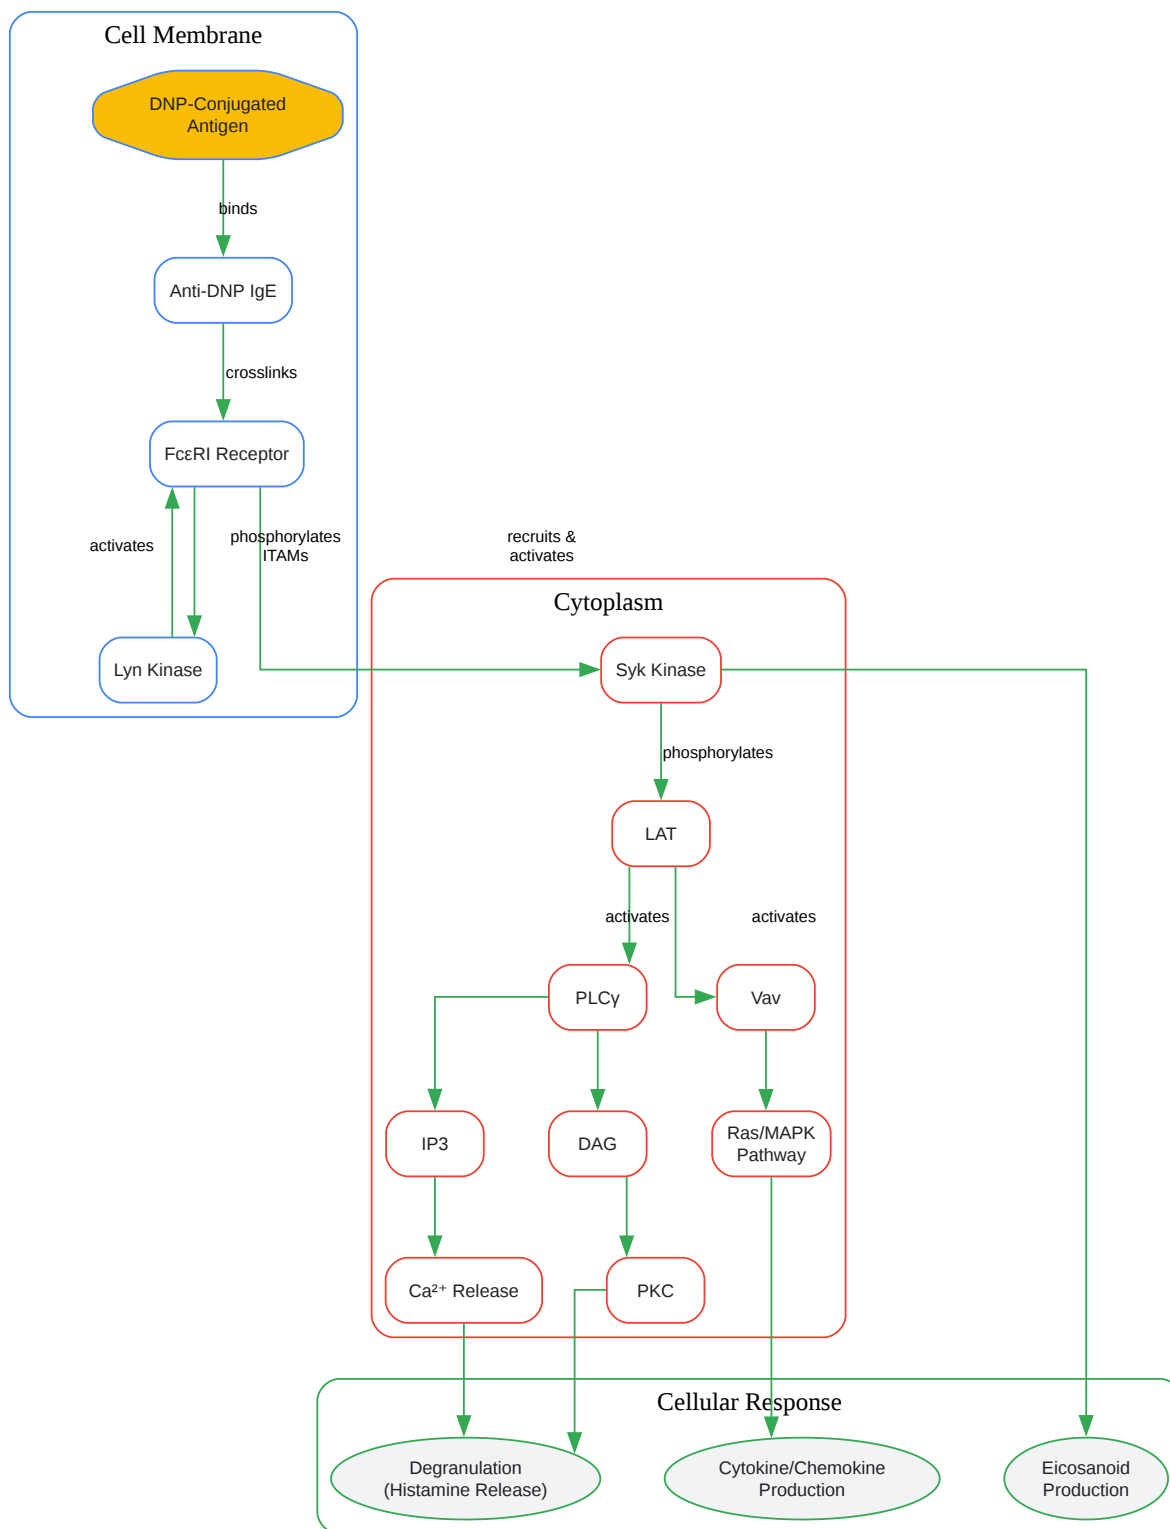 Cell Membrane
DNP-Conjugated
Antigen
binds
Anti-DNP IgE
crosslinks
FcεRI Receptor
activates
phosphorylates
ITAMs
recruits &
activates
Cytoplasm
Lyn Kinase
Syk Kinase
phosphorylates
LAT
activates
activates
PLCγ
Vav
IP3
DAG
Ras/MAPK
Pathway
Ca²⁺ Release
PKC
Cellular Response
Degranulation
(Histamine Release)
Cytokine/Chemokine
Production
Eicosanoid
Production